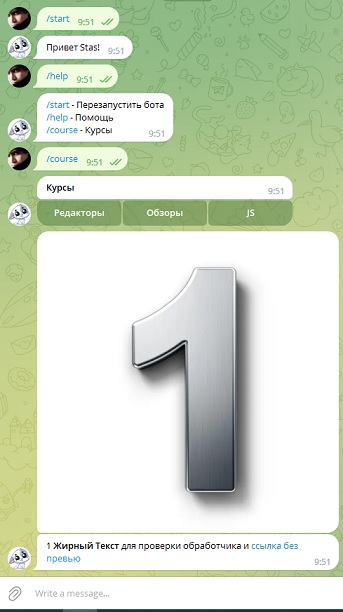 /start 9:51
Привет Stas! 9:51
/help 9:51
/start - Перезапустить бота
/help - Помощь
/course - Курсы 9:51
/course 9:51
Курсы 9:51
Редакторы Обзоры JS
1
1 Жирный Текст для проверки обработчика и ссылка без
превью 9:51
Write a message...